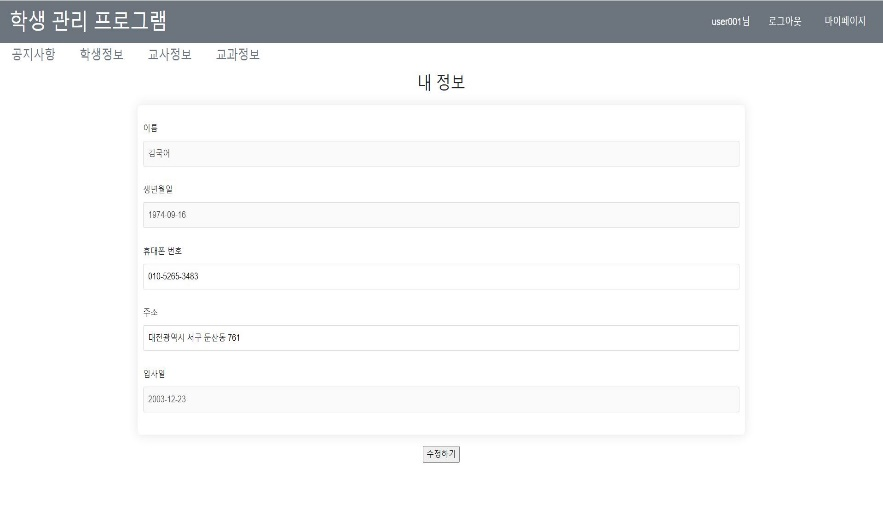 학생 관리 프로그램
user001님 로그아웃 마이페이지
공지사항 학생정보 교사정보 교과정보
내 정보
이름
김국어
생년월일
1974-09-16
휴대폰 번호
010-5265-3483
주소
대전광역시 서구 둔산동 761
입사일
2003-12-23
수정하기